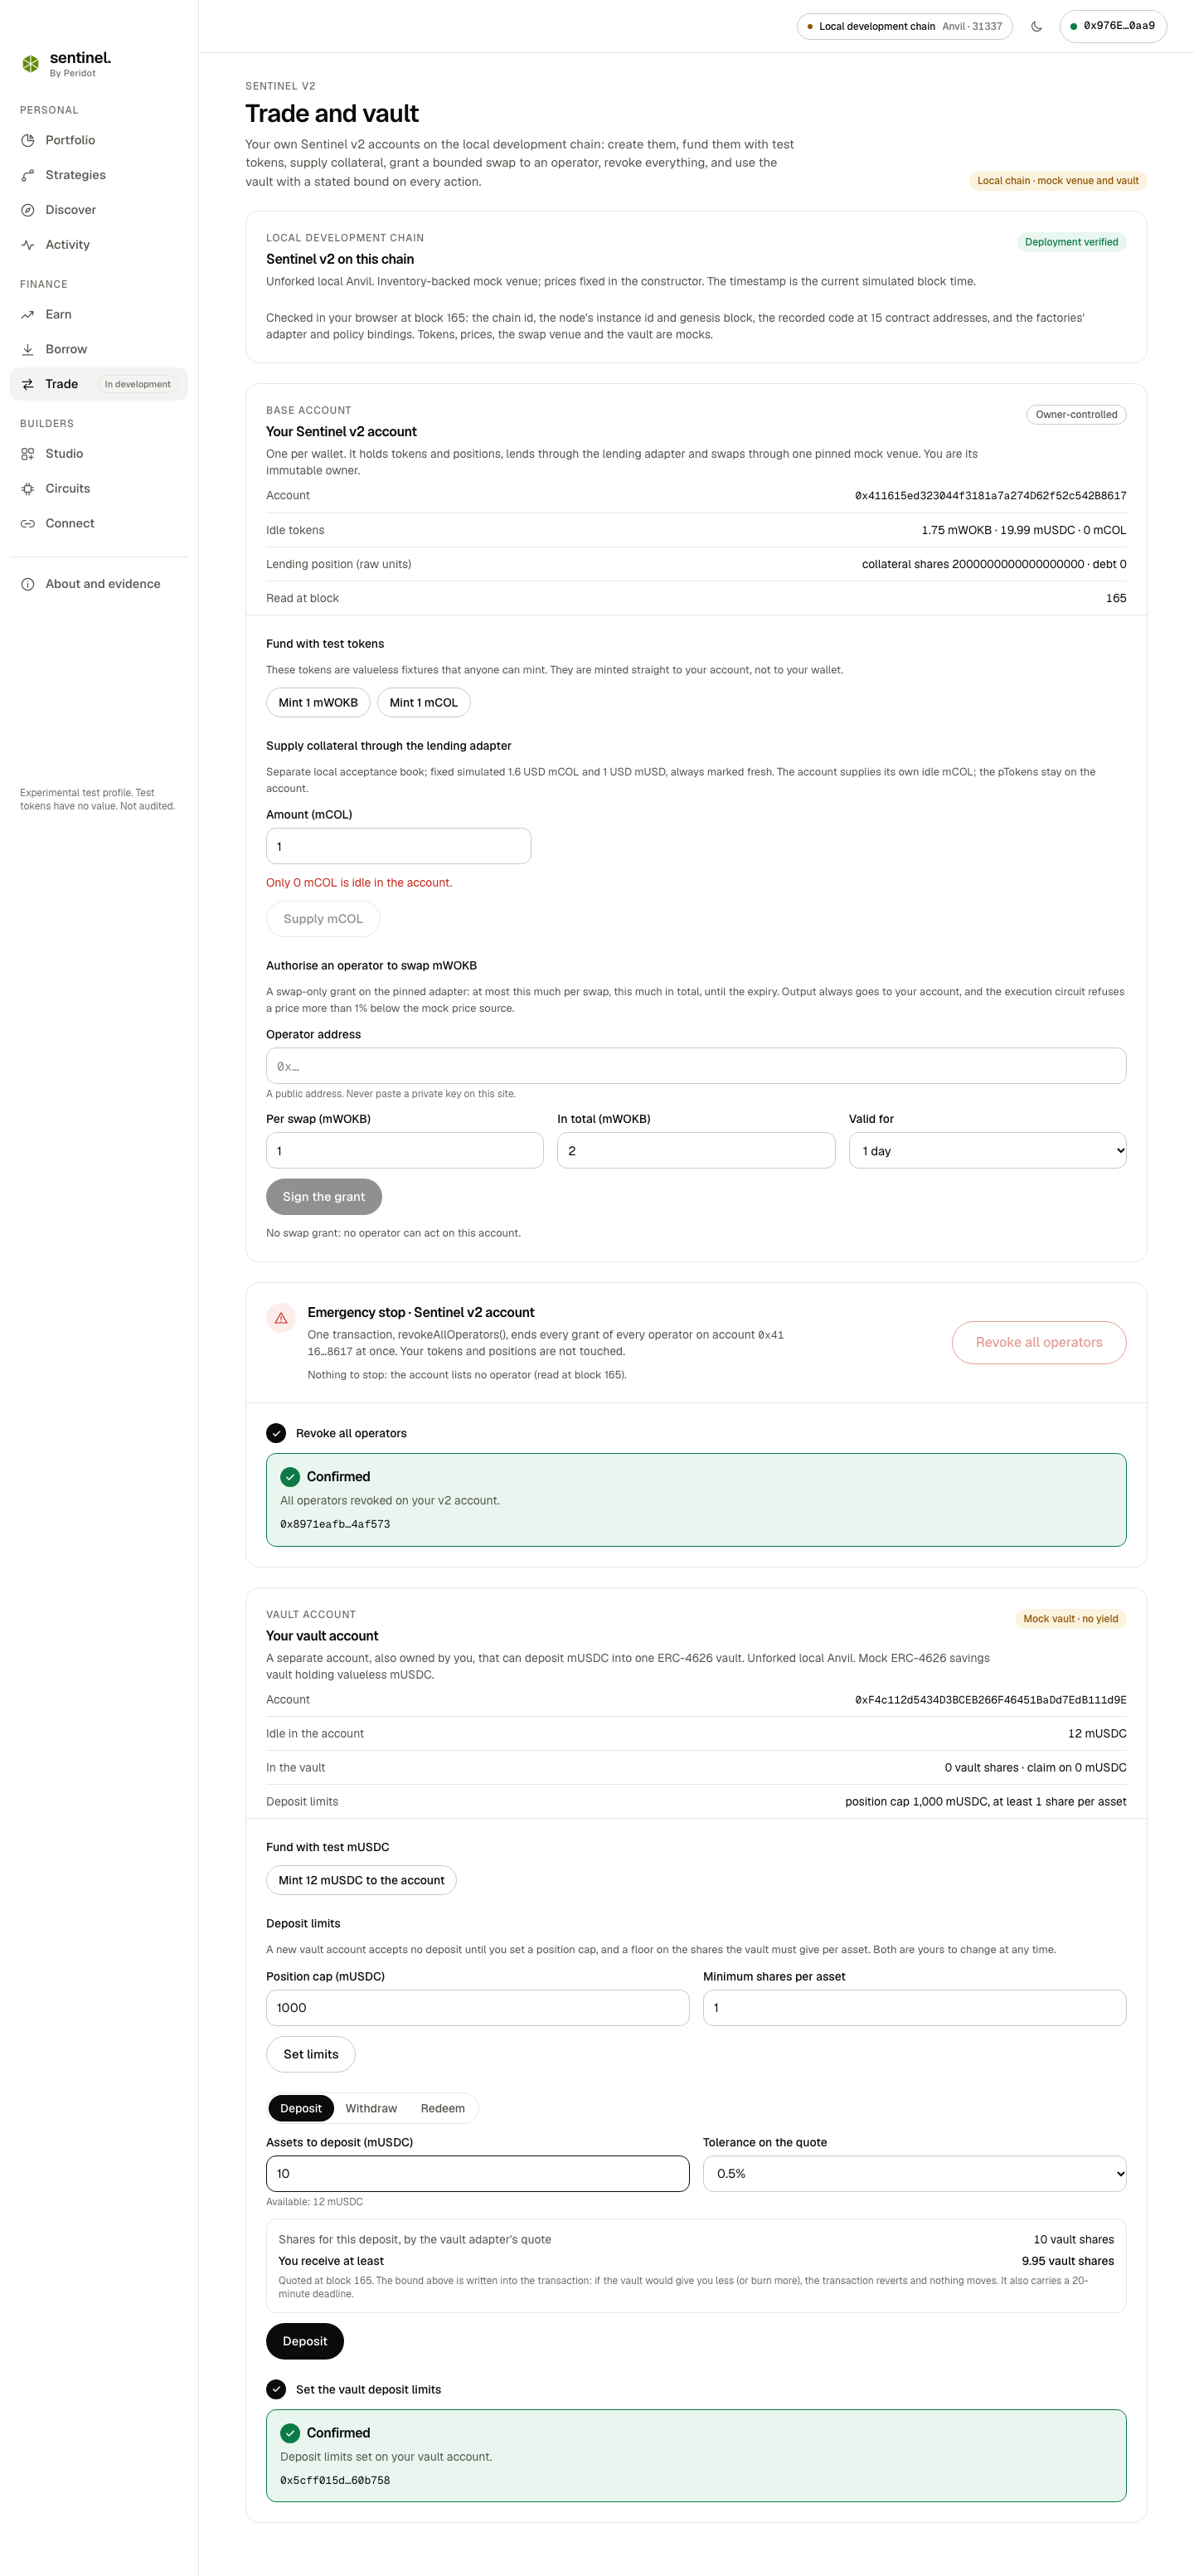 Local development chain Anvil · 31337
0x976E…0aa9
sentinel.
By Peridot
PERSONAL
Portfolio
Strategies
Discover
Activity
FINANCE
Earn
Borrow
Trade In development
BUILDERS
Studio
Circuits
Connect
About and evidence
Experimental test profile. Test
tokens have no value. Not audited.
SENTINEL V2
Trade and vault
Your own Sentinel v2 accounts on the local development chain: create them, fund them with test
tokens, supply collateral, grant a bounded swap to an operator, revoke everything, and use the
vault with a stated bound on every action.
Local chain · mock venue and vault
LOCAL DEVELOPMENT CHAIN
Deployment verified
Sentinel v2 on this chain
Unforked local Anvil. Inventory-backed mock venue; prices fixed in the constructor. The timestamp is the current simulated block time.
Checked in your browser at block 165: the chain id, the node's instance id and genesis block, the recorded code at 15 contract addresses, and the factories'
adapter and policy bindings. Tokens, prices, the swap venue and the vault are mocks.
BASE ACCOUNT
Owner-controlled
Your Sentinel v2 account
One per wallet. It holds tokens and positions, lends through the lending adapter and swaps through one pinned mock venue. You are its
immutable owner.
Account 0x411615ed323044f3181a7a274D62f52c542B8617
Idle tokens 1.75 mWOKB · 19.99 mUSDC · 0 mCOL
Lending position (raw units) collateral shares 2000000000000000000 · debt 0
Read at block 165
Fund with test tokens
These tokens are valueless fixtures that anyone can mint. They are minted straight to your account, not to your wallet.
Mint 1 mWOKB Mint 1 mCOL
Supply collateral through the lending adapter
Separate local acceptance book; fixed simulated 1.6 USD mCOL and 1 USD mUSD, always marked fresh. The account supplies its own idle mCOL; the pTokens stay on the
account.
Amount (mCOL)
1
Only 0 mCOL is idle in the account.
Supply mCOL
Authorise an operator to swap mWOKB
A swap-only grant on the pinned adapter: at most this much per swap, this much in total, until the expiry. Output always goes to your account, and the execution circuit refuses
a price more than 1% below the mock price source.
Operator address
0x…
A public address. Never paste a private key on this site.
Per swap (mWOKB) In total (mWOKB) Valid for
1 2 1 day
Sign the grant
No swap grant: no operator can act on this account.
Emergency stop · Sentinel v2 account
One transaction, revokeAllOperators(), ends every grant of every operator on account 0x41
16…8617 at once. Your tokens and positions are not touched.
Nothing to stop: the account lists no operator (read at block 165).
Revoke all operators
Revoke all operators
Confirmed
All operators revoked on your v2 account.
0x8971eafb…4af573
VAULT ACCOUNT
Mock vault · no yield
Your vault account
A separate account, also owned by you, that can deposit mUSDC into one ERC-4626 vault. Unforked local Anvil. Mock ERC-4626 savings
vault holding valueless mUSDC.
Account 0xF4c112d5434D3BCEB266F46451BaDd7EdB111d9E
Idle in the account 12 mUSDC
In the vault 0 vault shares · claim on 0 mUSDC
Deposit limits position cap 1,000 mUSDC, at least 1 share per asset
Fund with test mUSDC
Mint 12 mUSDC to the account
Deposit limits
A new vault account accepts no deposit until you set a position cap, and a floor on the shares the vault must give per asset. Both are yours to change at any time.
Position cap (mUSDC) Minimum shares per asset
1000 1
Set limits
Deposit Withdraw Redeem
Assets to deposit (mUSDC) Tolerance on the quote
10 0.5%
Available: 12 mUSDC
Shares for this deposit, by the vault adapter's quote 10 vault shares
You receive at least 9.95 vault shares
Quoted at block 165. The bound above is written into the transaction: if the vault would give you less (or burn more), the transaction reverts and nothing moves. It also carries a 20-
minute deadline.
Deposit
Set the vault deposit limits
Confirmed
Deposit limits set on your vault account.
0x5cff015d…60b758